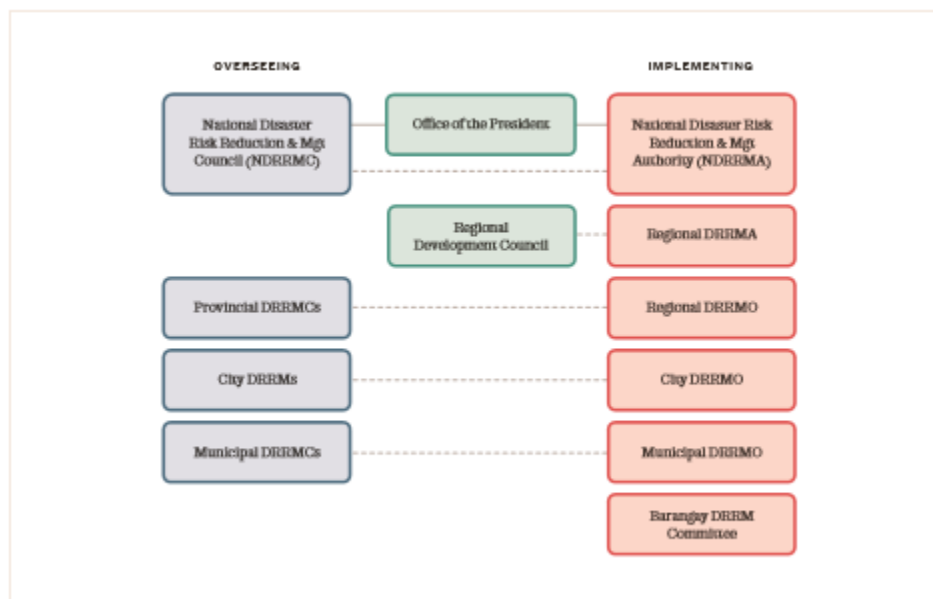 OVERSEEING
IMPLEMENTING
National Disaster
Risk Reduction & Mgt
Council (NDRRMC)
Office of the President
National Disaster Risk
Reduction & Mgt
Authority (NDRRMA)
Regional
Development Council
Regional DRRMA
Provincial DRRMCs
Regional DRRMO
City DRRMs
City DRRMO
Municipal DRRMCs
Municipal DRRMO
Barangay DRRM
Committee